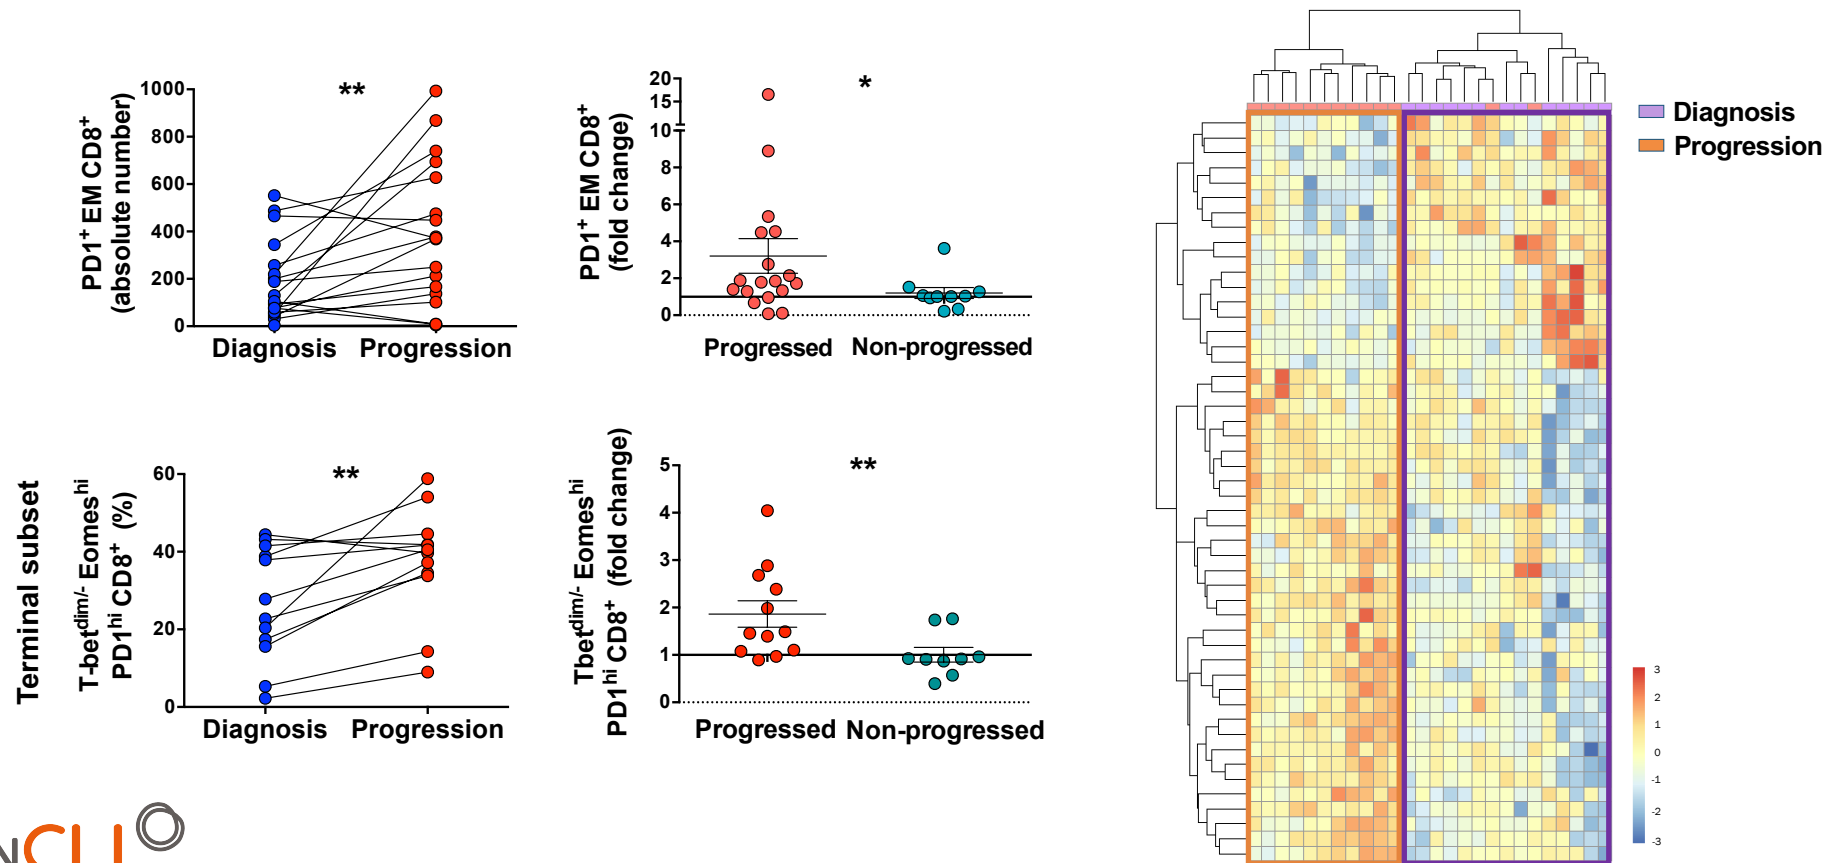 PD1+ EM CD8+
(absolute number)
1000
800
600
400
200
0
**
Diagnosis Progression
PD1+ EM CD8+
(fold change)
20
15
10
8
6
4
2
0
*
Progressed Non-progressed
Diagnosis
Progression
Terminal subset
T-betdim/- Eomeshi
PD1hi CD8+ (%)
60
40
20
0
**
Diagnosis Progression
Tbetdim/- Eomeshi
PD1hi CD8+ (fold change)
5
4
3
2
1
0
**
Progressed Non-progressed
3
2
1
0
-1
-2
-3